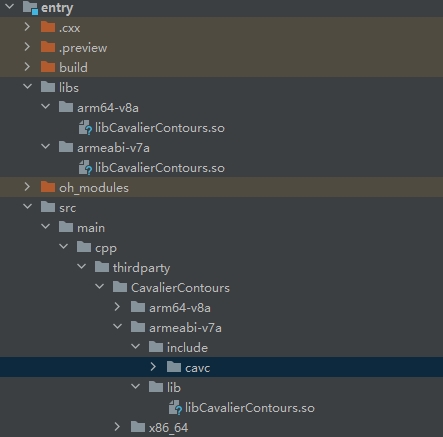 entry
.cxx
.preview
build
libs
arm64-v8a
libCavalierContours.so
armeabi-v7a
libCavalierContours.so
oh_modules
src
main
cpp
thirdparty
CavalierContours
arm64-v8a
armeabi-v7a
include
cavc
lib
libCavalierContours.so
x86_64